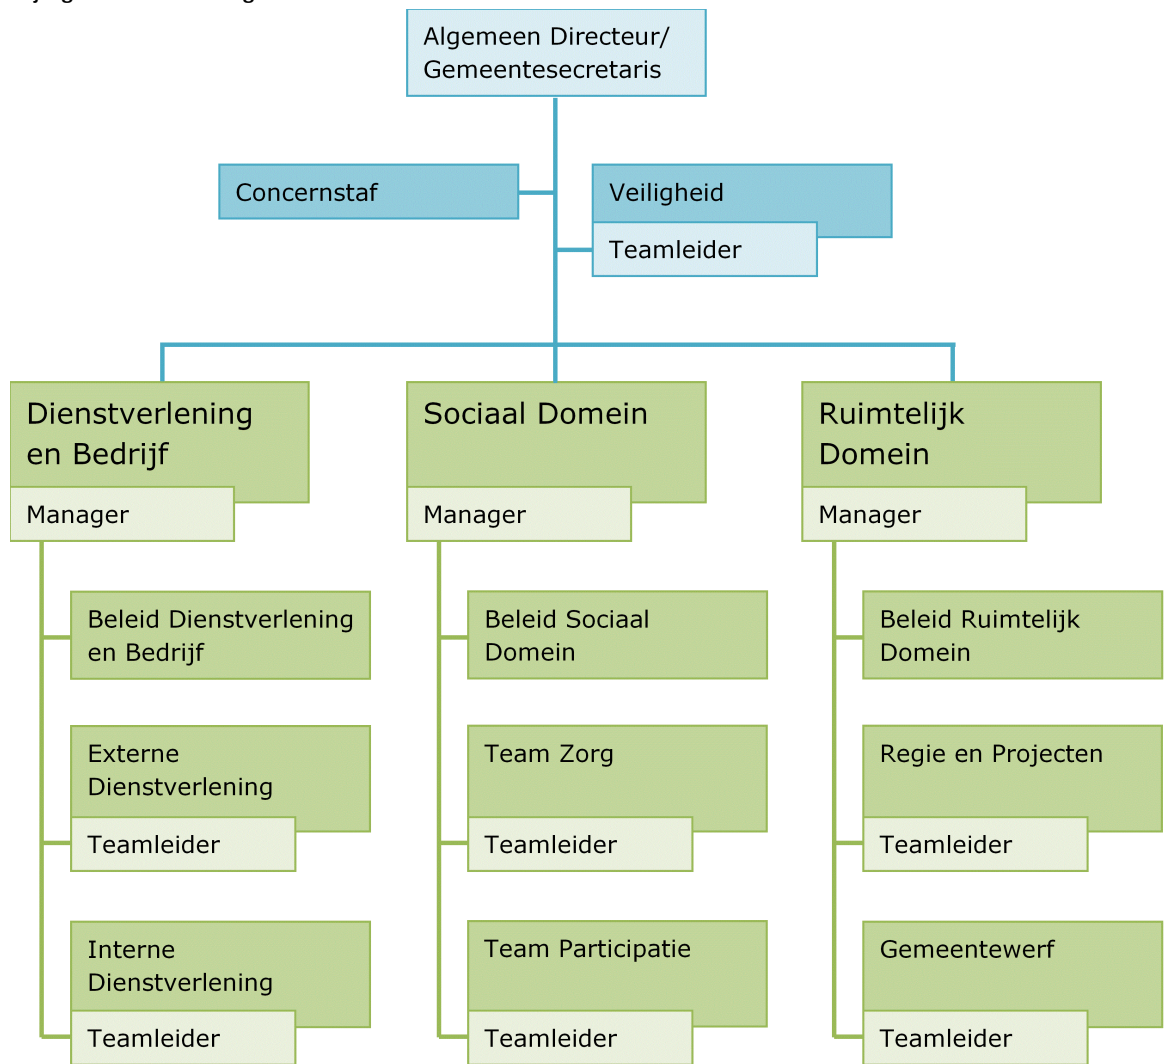 Algemeen Directeur/
Gemeentesecretaris
Concernstaf
Veiligheid
Teamleider
Dienstverlening
en Bedrijf
Manager
Sociaal Domein
Manager
Ruimtelijk
Domein
Manager
Beleid Dienstverlening
en Bedrijf
Externe
Dienstverlening
Teamleider
Interne
Dienstverlening
Teamleider
Beleid Sociaal
Domein
Team Zorg
Teamleider
Team Participatie
Teamleider
Beleid Ruimtelijk
Domein
Regie en Projecten
Teamleider
Gemeentewerf
Teamleider